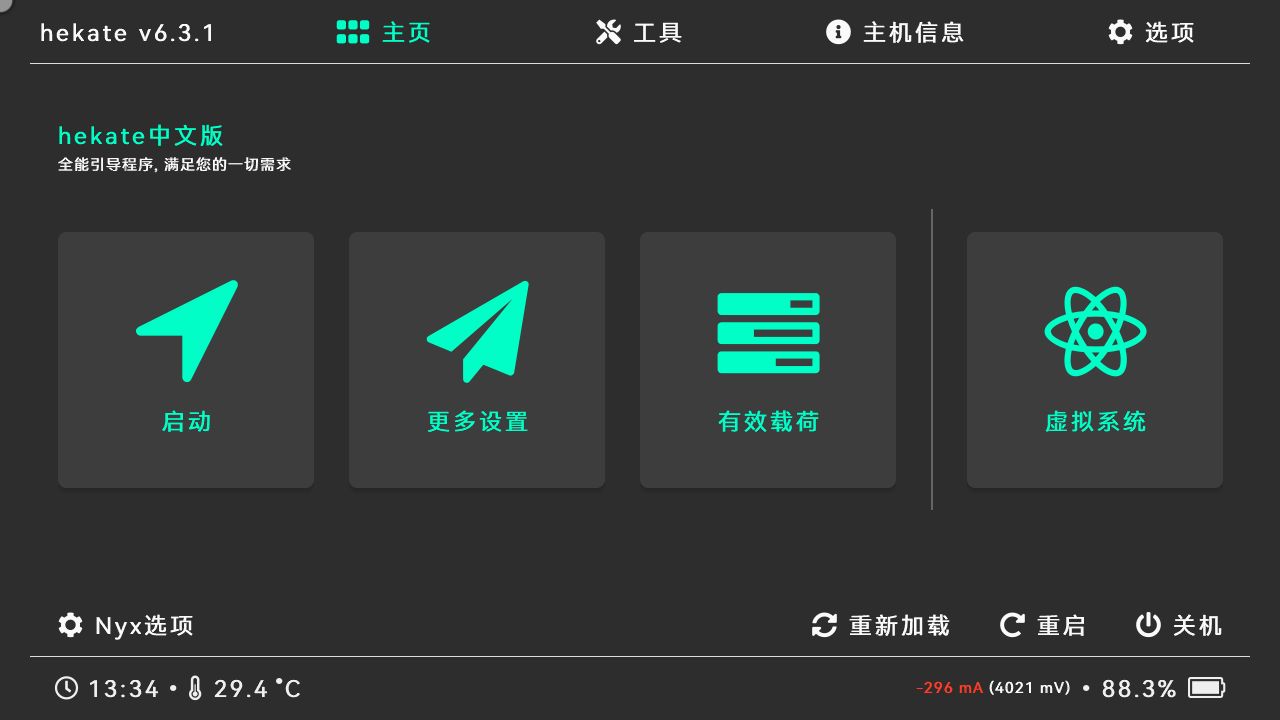 hekate v6.3.1 主页 工具 主机信息 选项
hekate中文版
全能引导程序, 满足您的一切需求
启动 更多设置 有效载荷 虚拟系统
Nyx选项 重新加载 重启 关机
13:34 • 29.4 °C -296 mA (4021 mV) • 88.3%